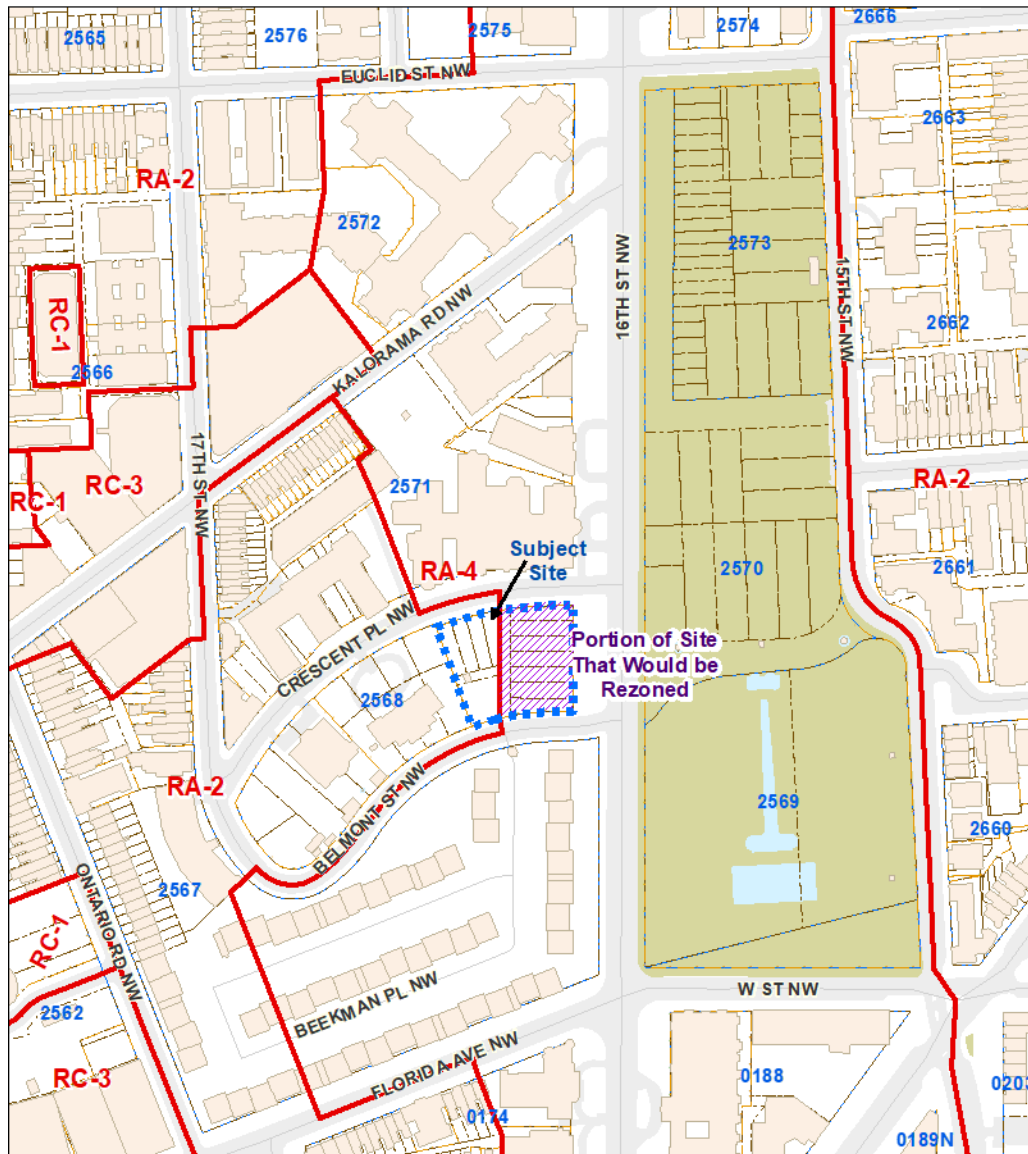 2565
2576
2575
2574
2666
EUCLID ST NW
2663
RA-2
2572
2573
16TH ST NW
15TH ST NW
RC-1
2566
KALORAMA RD NW
2662
17TH ST NW
RC-3
RC-1
2571
RA-2
RA-4
Subject
Site
2570
2661
CRESCENT PL NW
Portion of Site
That Would be
Rezoned
2568
RA-2
BELMONT ST NW
2569
2660
ONTARIO RD NW
2567
RC-1
BEEKMAN PL NW
W ST NW
2562
RC-3
FLORIDA AVE NW
0174
0188
0203
0189N